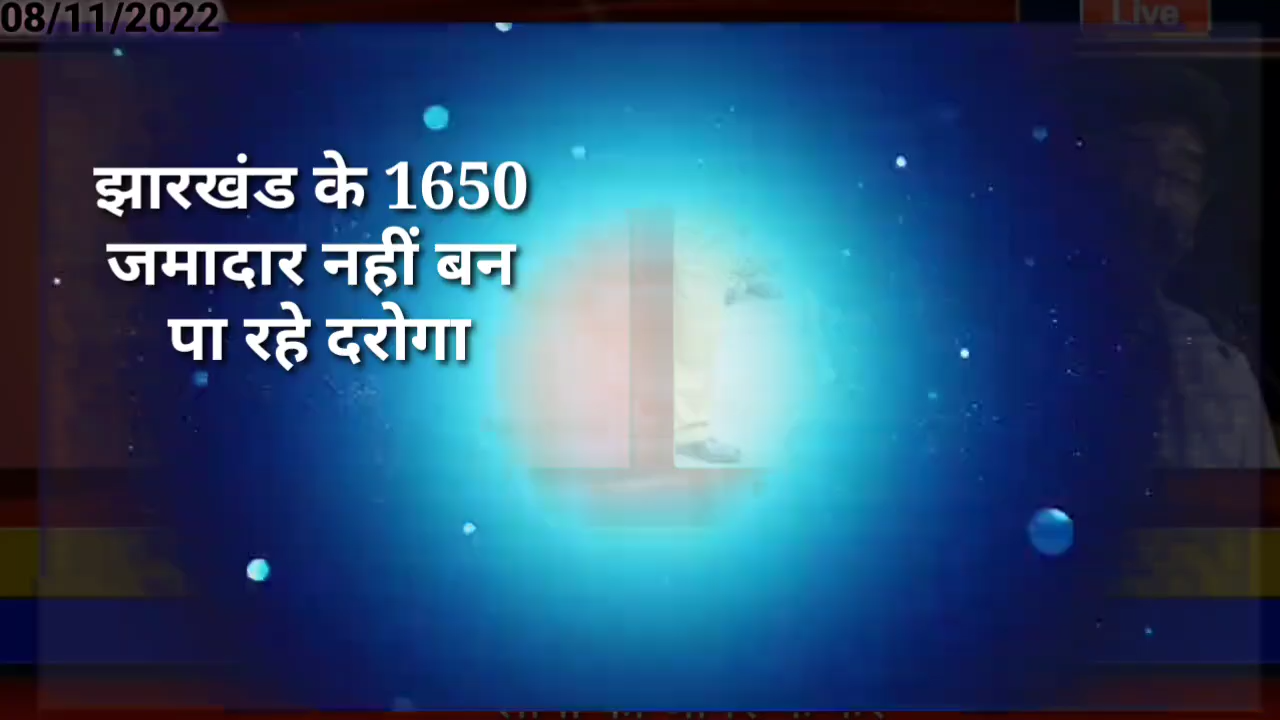 08/11/2022
Live
झारखंड के 1650
जमादार नहीं बन
पा रहे दरोगा